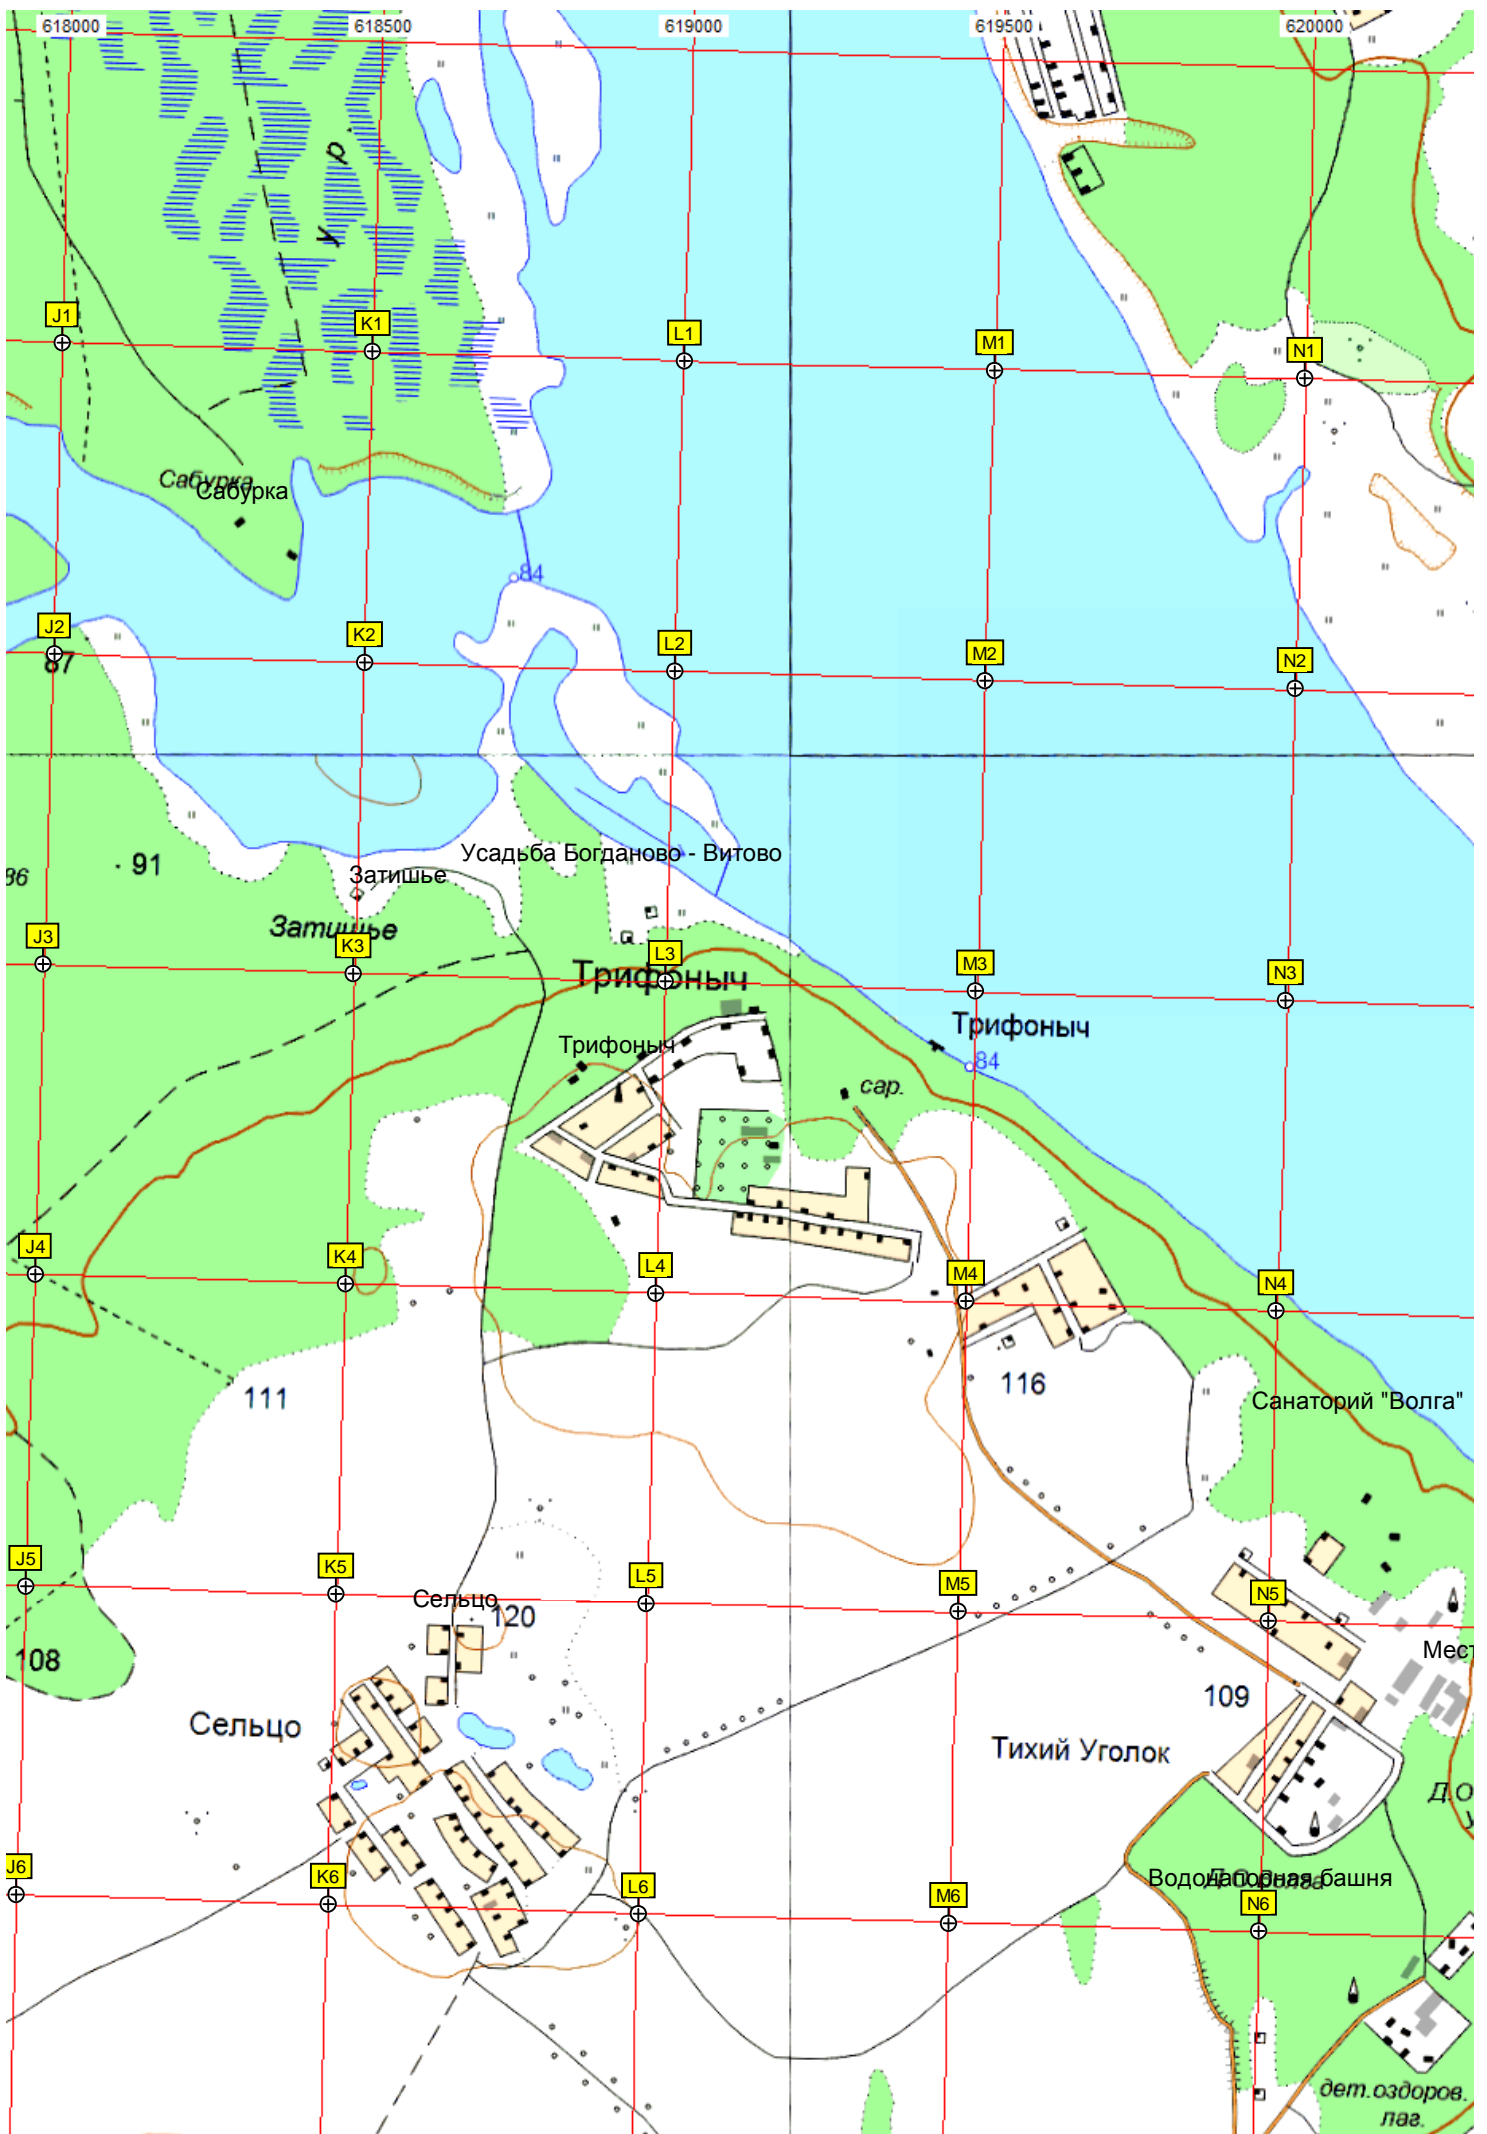 618000 618500 619000 619500 620000
ур.
J1 K1 L1 M1 N1
Сабурка
Сабурка
84
J2 K2 L2 M2 N2
87
Усадьба Богданово - Витово
91
Затишье
86
Затишье
J3 K3 L3 M3 N3
Трифоныч
Трифоныч
Трифоныч
84
сар.
J4 K4 L4 M4 N4
111
116
Санаторий "Волга"
J5 K5 L5 M5 N5
Сельцо
120
108
Мест
109
Сельцо
Тихий Уголок
Д.О
J6 K6 L6 M6 N6
Водонапорная башня
дет.оздоров.
лаг.